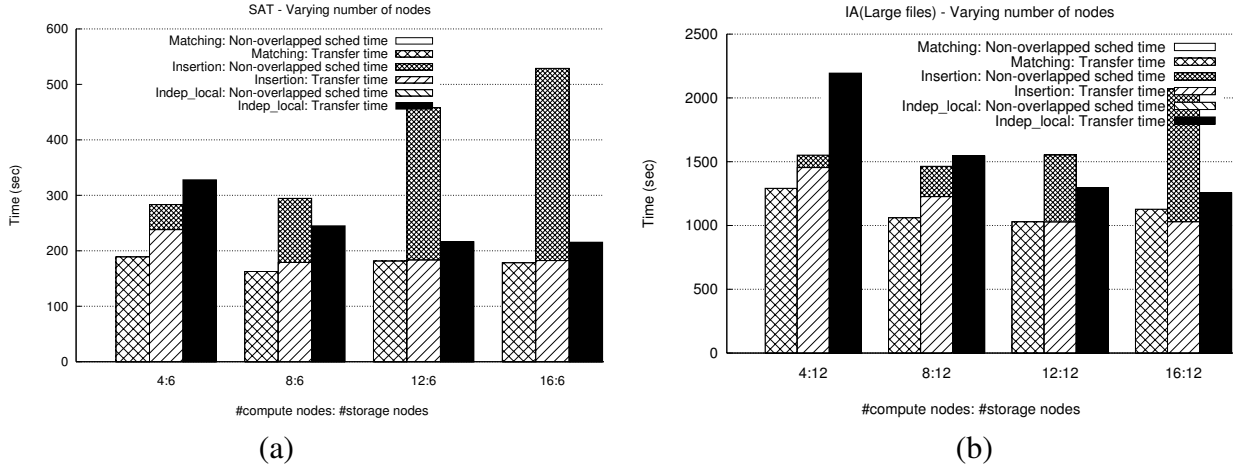 SAT - Varying number of nodes
600
500
400
300
200
100
0
Time (sec)
Matching: Non-overlapped sched time
Matching: Transfer time
Insertion: Non-overlapped sched time
Insertion: Transfer time
Indep_local: Non-overlapped sched time
Indep_local: Transfer time
4:6 8:6 12:6 16:6
#compute nodes: #storage nodes
(a)
IA(Large files) - Varying number of nodes
2500
2000
1500
1000
500
0
Time (sec)
Matching: Non-overlapped sched time
Matching: Transfer time
Insertion: Non-overlapped sched time
Insertion: Transfer time
Indep_local: Non-overlapped sched time
Indep_local: Transfer time
4:12 8:12 12:12 16:12
#compute nodes: #storage nodes
(b)